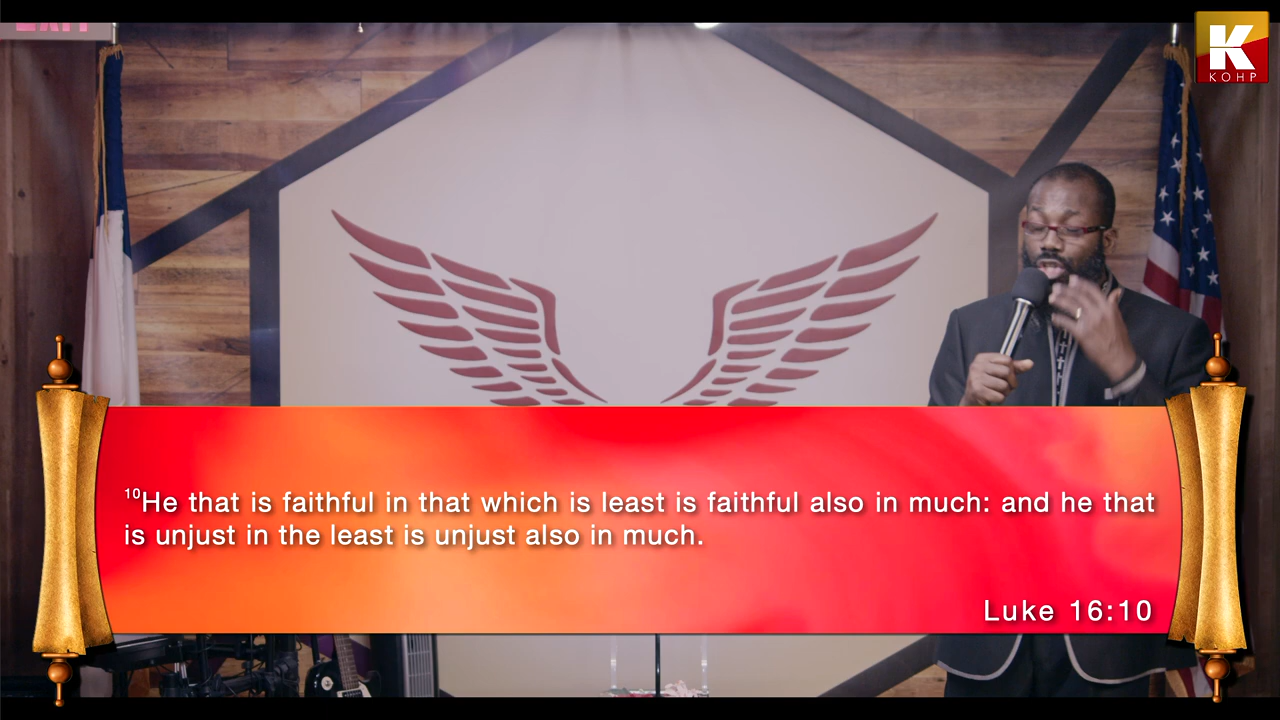 EXIT
K
KOHP
10He that is faithful in that which is least is faithful also in much: and he that
is unjust in the least is unjust also in much.
Luke 16:10